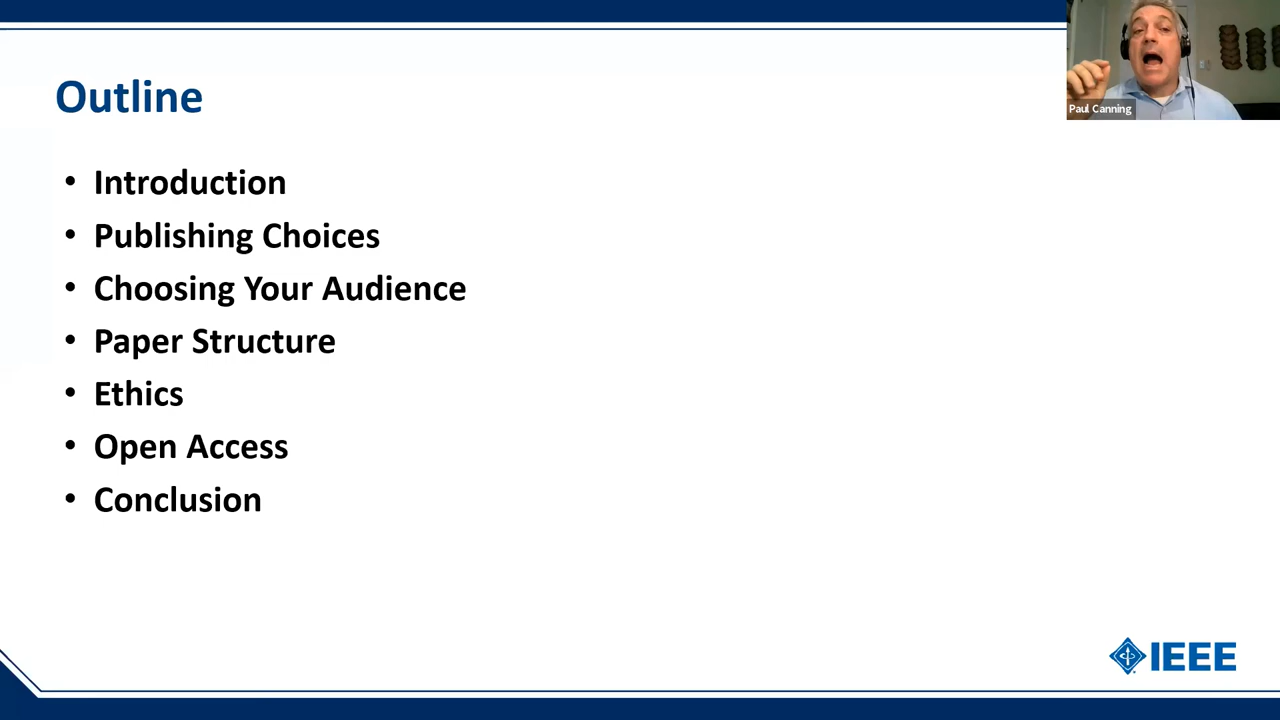 Outline
• Introduction
• Publishing Choices
• Choosing Your Audience
• Paper Structure
• Ethics
• Open Access
• Conclusion
Paul Canning
IEEE